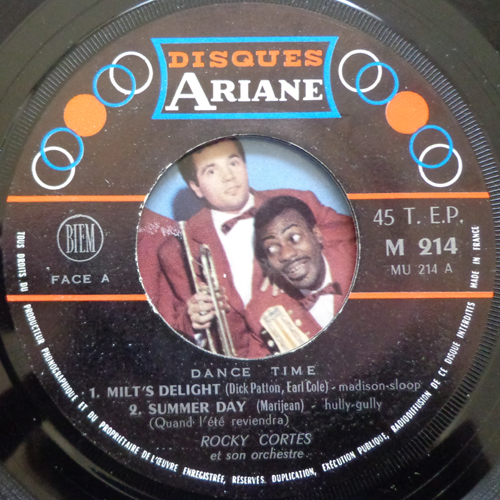 DISQUES
ARIANE
BIEM
FACE A
45 T. E.P.
M 214
MU 214 A
DANCE TIME
1. MILT'S DELIGHT (Dick Patton, Earl Cole) - madison-sloop
2. SUMMER DAY (Marijean) - hully-gully
(Quand l'été reviendra)
ROCKY CORTES
et son orchestre
TOUS DROITS DU PRODUCTEUR PHONOGRAPHIQUE ET DU PROPRIÉTAIRE DE L'ŒUVRE ENREGISTRÉE, RÉSERVÉS. DUPLICATION, EXÉCUTION PUBLIQUE, RADIODIFFUSION DE CE DISQUE INTERDITES
MADE IN FRANCE